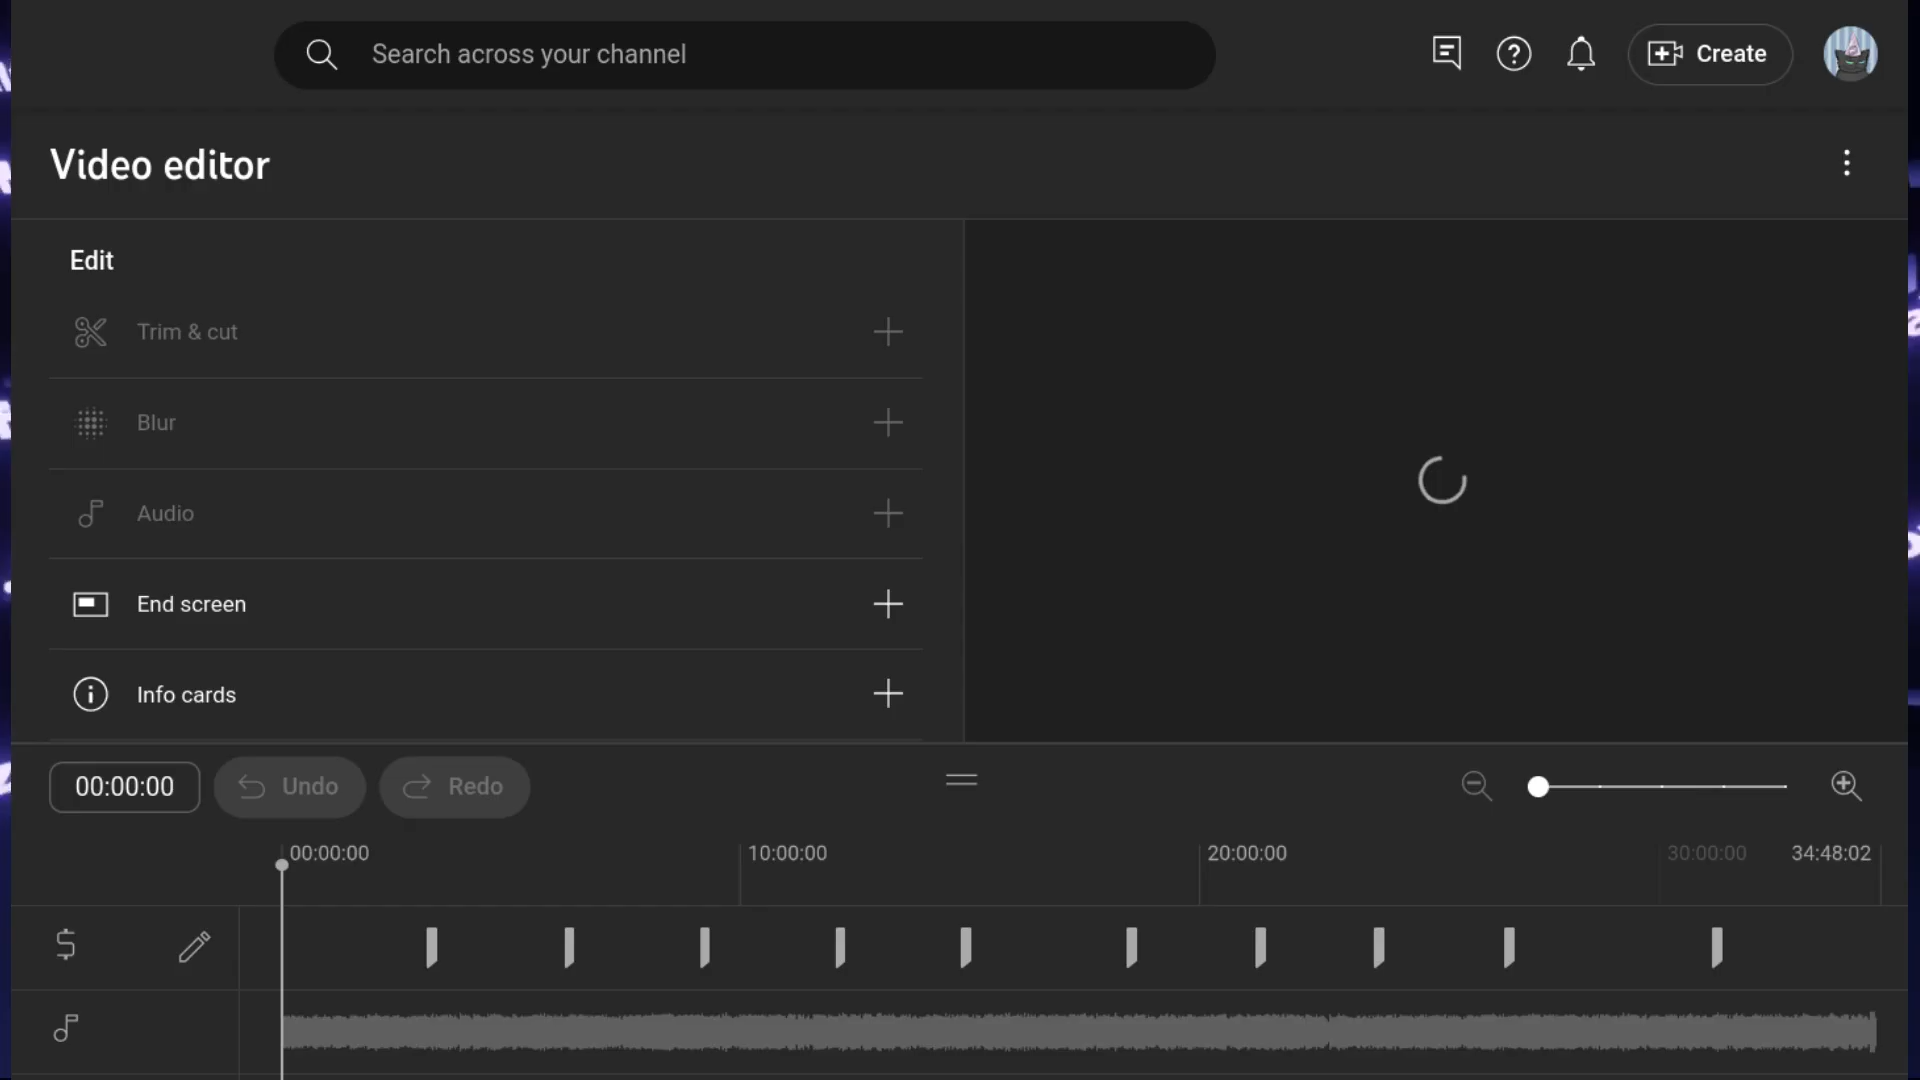 Search across your channel
Create
Video editor
Edit
Trim & cut
Blur
Audio
End screen
Info cards
00:00:00
Undo
Redo
00:00:00
10:00:00
20:00:00
30:00:00
34:48:02